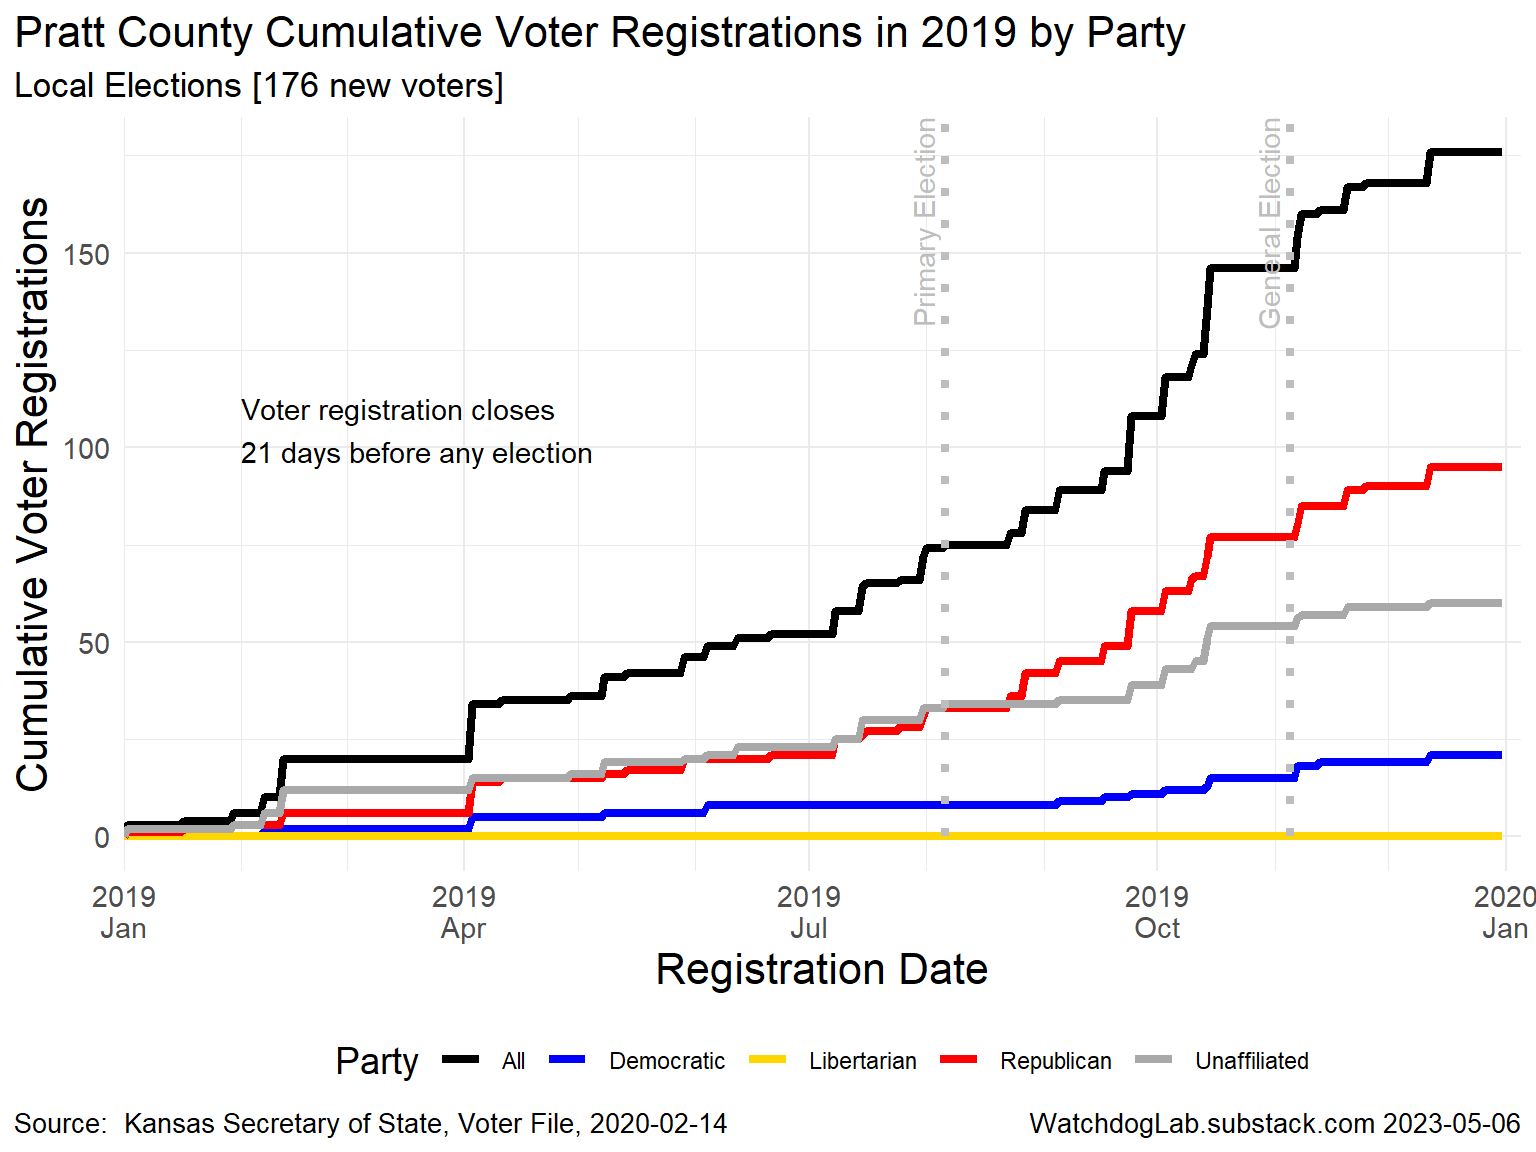 Pratt County Cumulative Voter Registrations in 2019 by Party
Local Elections [176 new voters]
Cumulative Voter Registrations
150
100
50
0
Primary Election
General Election
Voter registration closes
21 days before any election
2019 2019 2019 2019 2020
Jan Apr Jul Oct Jan
Registration Date
Party All Democratic Libertarian Republican Unaffiliated
Source:  Kansas Secretary of State, Voter File, 2020-02-14
WatchdogLab.substack.com 2023-05-06